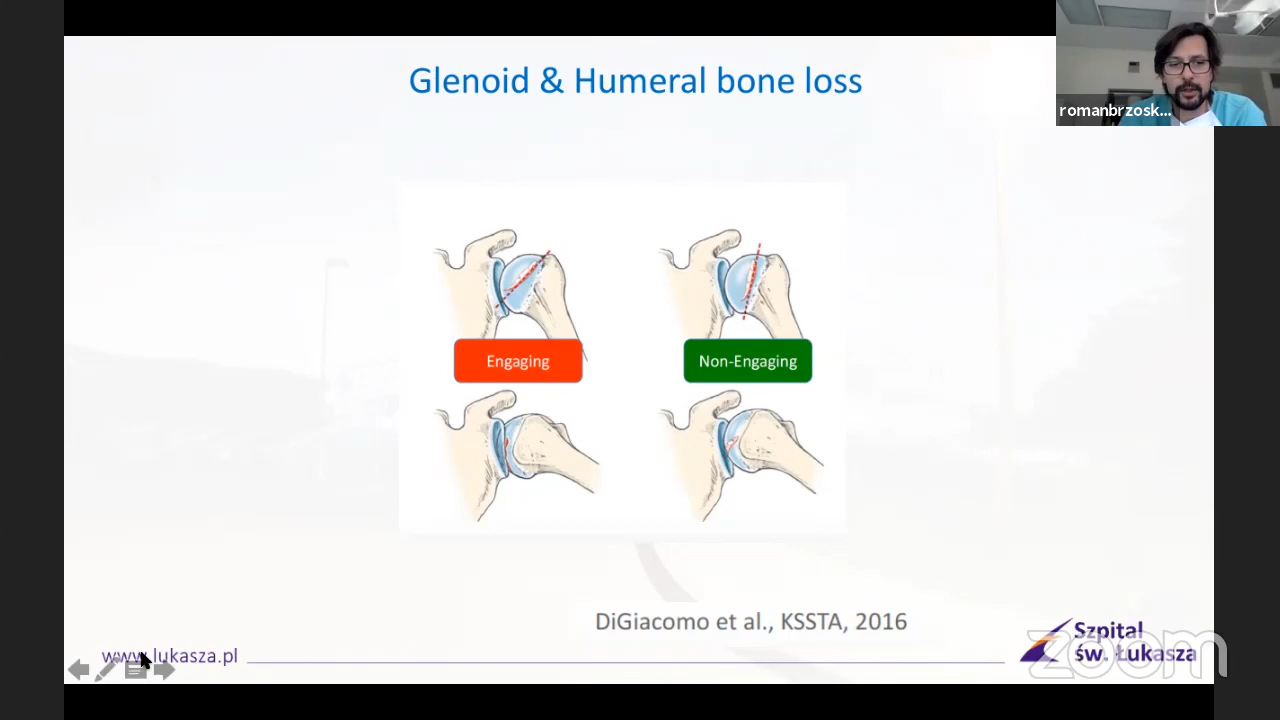 Glenoid & Humeral bone loss
romanbrzosk...
Engaging
Non-Engaging
DiGiacomo et al., KSSTA, 2016
www.lukasza.pl
Szpital
św. Łukasza
zoom